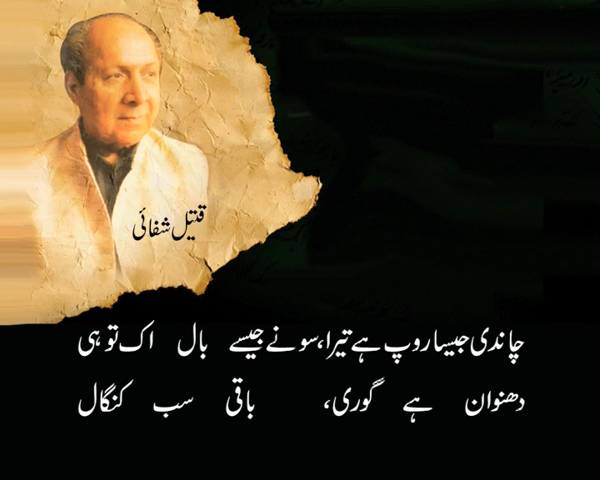 قتیل شفائی
چاندی جیسا روپ ہے تیرا، سونے جیسے بال اک تو ہی
دھنوان ہے گوری، باقی سب کنگال